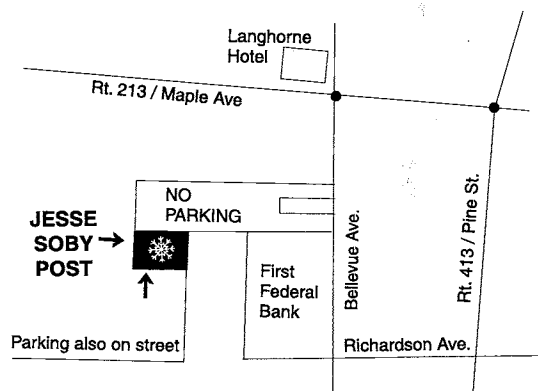 Langhorne
Hotel
Rt. 213 / Maple Ave
NO
PARKING
JESSE
SOBY
POST
First
Federal
Bank
Bellevue Ave.
Rt. 413 / Pine St.
Parking also on street
Richardson Ave.